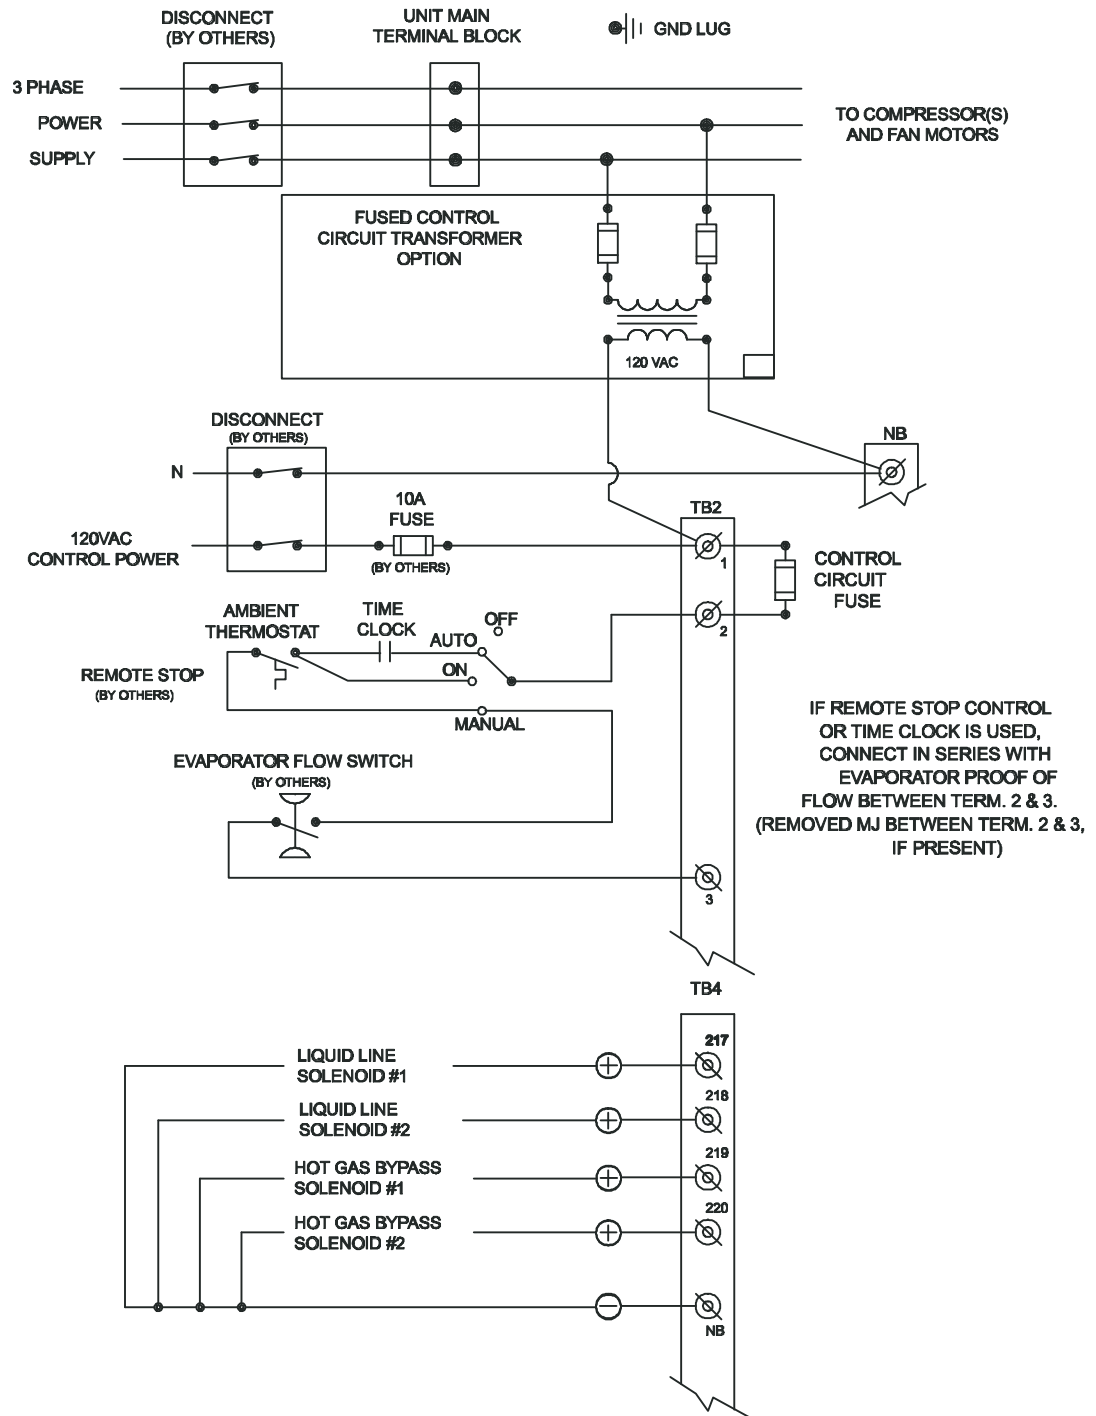 DISCONNECT
(BY OTHERS)
UNIT MAIN
TERMINAL BLOCK
GND LUG
3 PHASE
POWER
SUPPLY
TO COMPRESSOR(S)
AND FAN MOTORS
FUSED CONTROL
CIRCUIT TRANSFORMER
OPTION
120 VAC
DISCONNECT
(BY OTHERS)
NB
N
10A
FUSE
(BY OTHERS)
120VAC
CONTROL POWER
TB2
1
2
CONTROL
CIRCUIT
FUSE
AMBIENT
THERMOSTAT
TIME
CLOCK
OFF
AUTO
ON
MANUAL
REMOTE STOP
(BY OTHERS)
IF REMOTE STOP CONTROL
OR TIME CLOCK IS USED,
CONNECT IN SERIES WITH
EVAPORATOR PROOF OF
FLOW BETWEEN TERM. 2 & 3.
(REMOVED MJ BETWEEN TERM. 2 & 3,
IF PRESENT)
EVAPORATOR FLOW SWITCH
(BY OTHERS)
3
TB4
LIQUID LINE
SOLENOID #1
217
LIQUID LINE
SOLENOID #2
218
HOT GAS BYPASS
SOLENOID #1
219
HOT GAS BYPASS
SOLENOID #2
220
NB